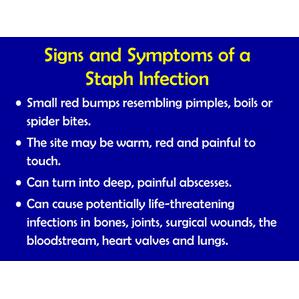 Signs and Symptoms of a
Staph Infection
• Small red bumps resembling pimples, boils or
spider bites.
• The site may be warm, red and painful to
touch.
• Can turn into deep, painful abscesses.
• Can cause potentially life-threatening
infections in bones, joints, surgical wounds, the
bloodstream, heart valves and lungs.